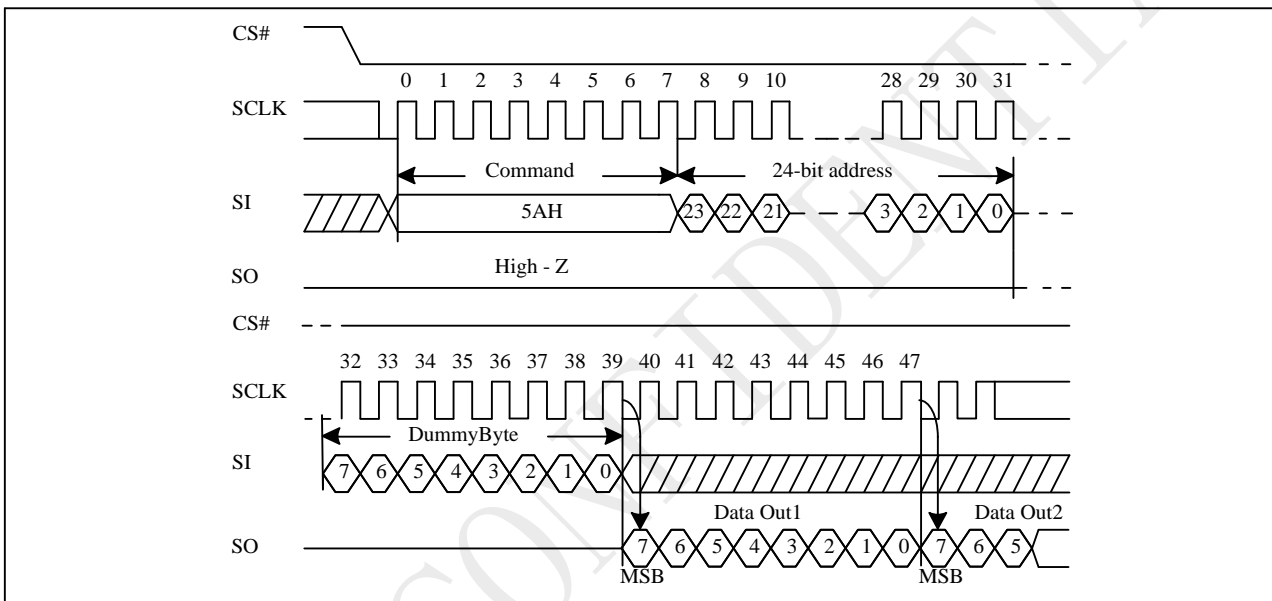 CS#
0 1 2 3 4 5 6 7 8 9 10 28 29 30 31
SCLK
Command 24-bit address
SI
5AH 23 22 21 3 2 1 0
High - Z
SO
CS#
32 33 34 35 36 37 38 39 40 41 42 43 44 45 46 47
SCLK
DummyByte
SI
7 6 5 4 3 2 1 0
Data Out1 Data Out2
SO
7 6 5 4 3 2 1 0 7 6 5
MSB MSB
CONFIDENTIA